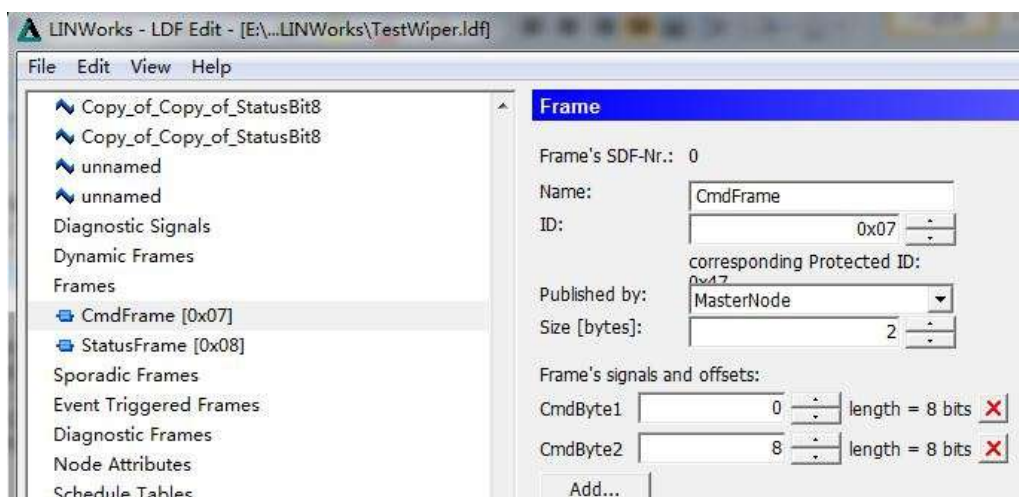 LINWorks - LDF Edit - [E:\...LINWorks\TestWiper.ldf]
File Edit View Help
Copy_of_Copy_of_StatusBit8
Copy_of_Copy_of_StatusBit8
unnamed
unnamed
Diagnostic Signals
Dynamic Frames
Frames
CmdFrame [0x07]
StatusFrame [0x08]
Sporadic Frames
Event Triggered Frames
Diagnostic Frames
Node Attributes
Schedule Tables
Frame
Frame's SDF-Nr.: 0
Name: CmdFrame
ID: 0x07
corresponding Protected ID:
0x47
Published by: MasterNode
Size [bytes]: 2
Frame's signals and offsets:
CmdByte1 0 length = 8 bits
CmdByte2 8 length = 8 bits
Add...